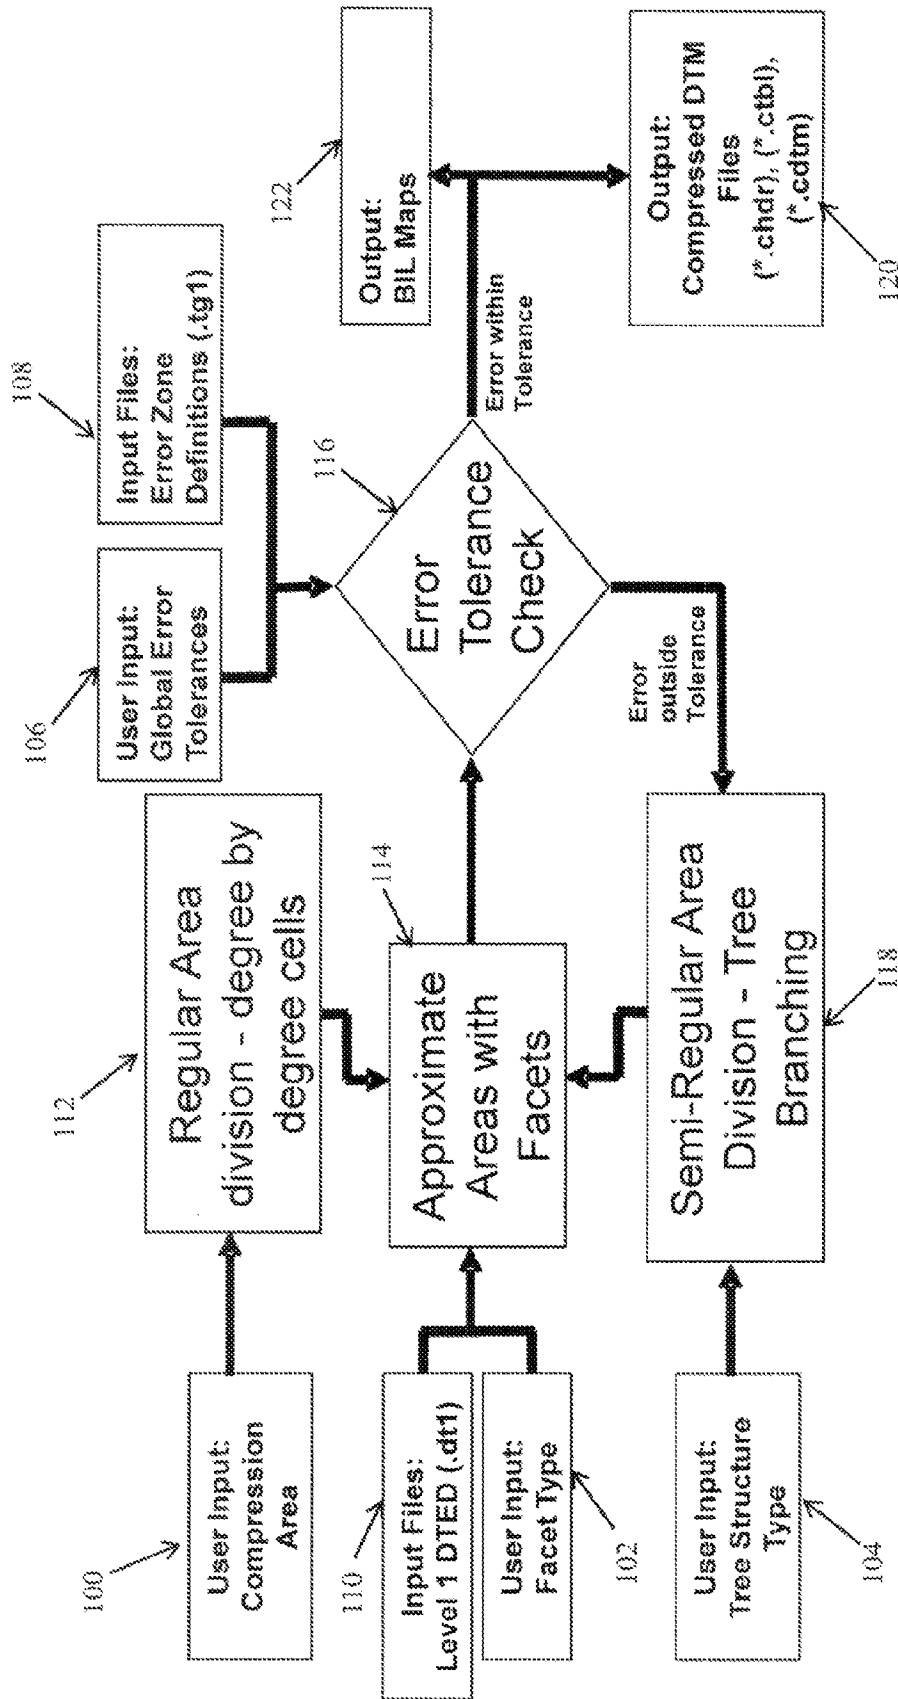 100
User Input:
Compression
Area
110
Input Files:
Level 1 DTED (.dt1)
User Input:
Facet Type
102
User Input:
Tree Structure
Type
104
112
Regular Area
division - degree by
degree cells
114
Approximate
Areas with
Facets
Semi-Regular Area
Division - Tree
Branching
118
106
User Input:
Global Error
Tolerances
108
Input Files:
Error Zone
Definitions (.tg1)
116
Error
Tolerance
Check
Error
outside
Tolerance
Error within
Tolerance
122
Output:
BIL Maps
Output:
Compressed DTM
Files
(*.chdr), (*.ctbl),
(*.cdtm)
120